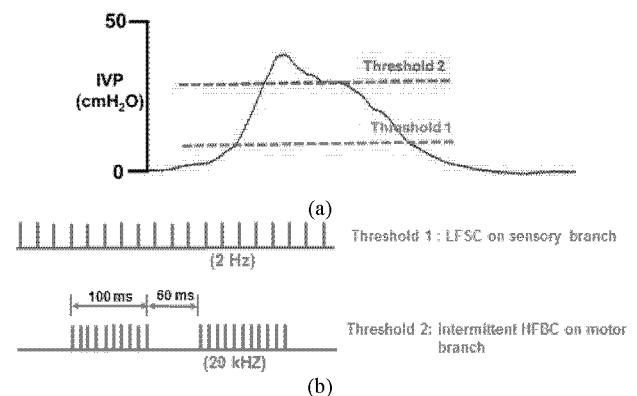 50
IVP
(cmH₂O)
0
Threshold 2
Threshold 1
(a)
(2 Hz)
Threshold 1 : LFSC on sensory branch
100 ms
60 ms
(20 kHZ)
Threshold 2: Intermittent HFBC on motor
branch
(b)